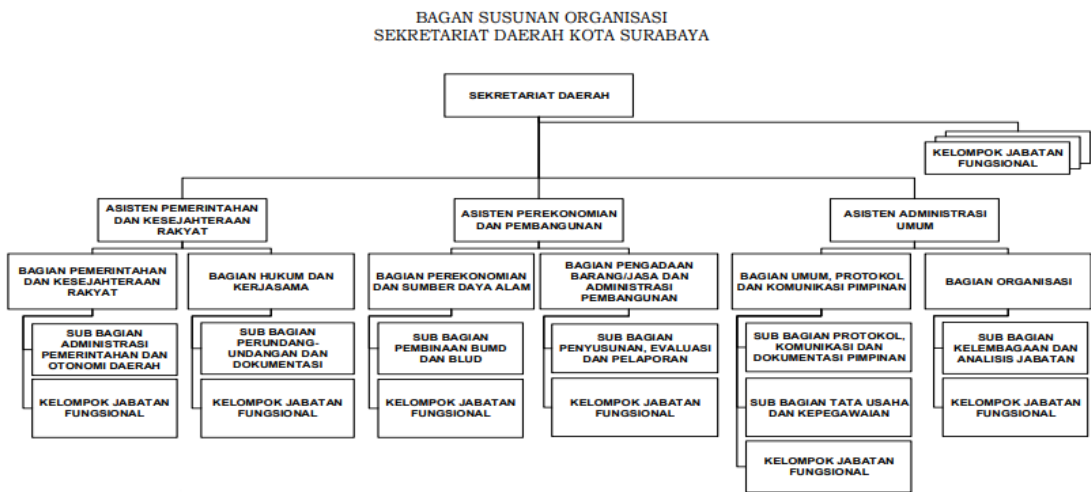 BAGAN SUSUNAN ORGANISASI
SEKRETARIAT DAERAH KOTA SURABAYA
SEKRETARIAT DAERAH
KELOMPOK JABATAN
FUNGSIONAL
ASISTEN PEMERINTAHAN
DAN KESEJAHTERAAN
RAKYAT
ASISTEN PEREKONOMIAN
DAN PEMBANGUNAN
ASISTEN ADMINISTRASI
UMUM
BAGIAN PEMERINTAHAN
DAN KESEJAHTERAAN
RAKYAT
BAGIAN HUKUM DAN
KERJASAMA
BAGIAN PEREKONOMIAN
DAN SUMBER DAYA ALAM
BAGIAN PENGADAAN
BARANG/JASA DAN
ADMINISTRASI
PEMBANGUNAN
BAGIAN UMUM, PROTOKOL
DAN KOMUNIKASI PIMPINAN
BAGIAN ORGANISASI
SUB BAGIAN
ADMINISTRASI
PEMERINTAHAN DAN
OTONOMI DAERAH
SUB BAGIAN
PERUNDANG-
UNDANGAN DAN
DOKUMENTASI
SUB BAGIAN
PEMBINAAN BUMD
DAN BLUD
SUB BAGIAN
PENYUSUNAN, EVALUASI
DAN PELAPORAN
SUB BAGIAN PROTOKOL,
KOMUNIKASI DAN
DOKUMENTASI PIMPINAN
SUB BAGIAN
KELEMBAGAAN DAN
ANALISIS JABATAN
KELOMPOK JABATAN
FUNGSIONAL
KELOMPOK JABATAN
FUNGSIONAL
KELOMPOK JABATAN
FUNGSIONAL
KELOMPOK JABATAN
FUNGSIONAL
SUB BAGIAN TATA USAHA
DAN KEPEGAWAIAN
KELOMPOK JABATAN
FUNGSIONAL
KELOMPOK JABATAN
FUNGSIONAL